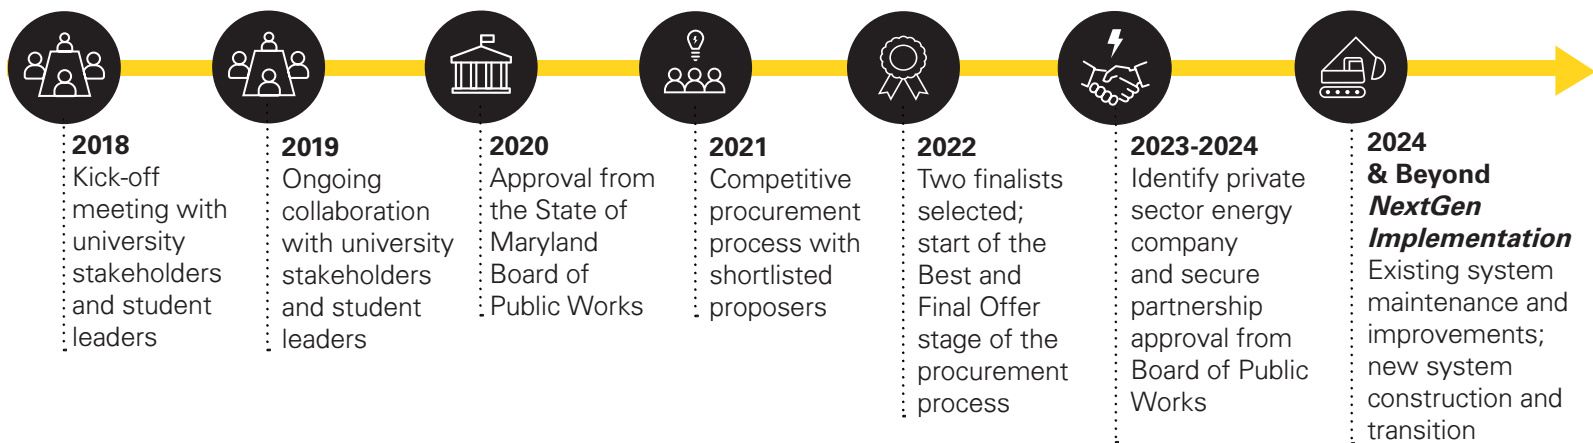 2018
Kick-off
meeting with
university
stakeholders
and student
leaders
2019
Ongoing
collaboration
with university
stakeholders
and student
leaders
2020
Approval from
the State of
Maryland
Board of
Public Works
2021
Competitive
procurement
process with
shortlisted
proposers
2022
Two finalists
selected;
start of the
Best and
Final Offer
stage of the
procurement
process
2023-2024
Identify private
sector energy
company
and secure
partnership
approval from
Board of Public
Works
2024
& Beyond
NextGen
Implementation
Existing system
maintenance and
improvements;
new system
construction and
transition